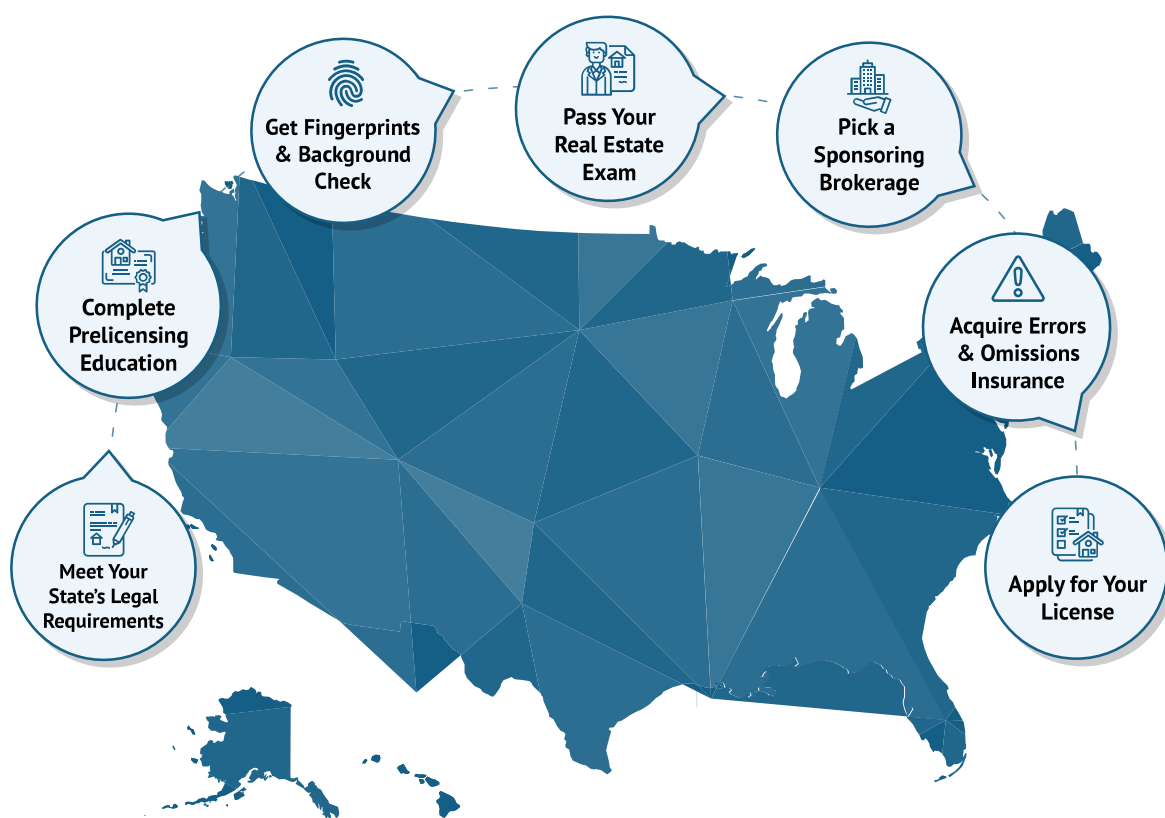 Meet Your
State's Legal
Requirements
Complete
Prelicensing
Education
Get Fingerprints
& Background
Check
Pass Your
Real Estate
Exam
Pick a
Sponsoring
Brokerage
Acquire Errors
& Omissions
Insurance
Apply for Your
License